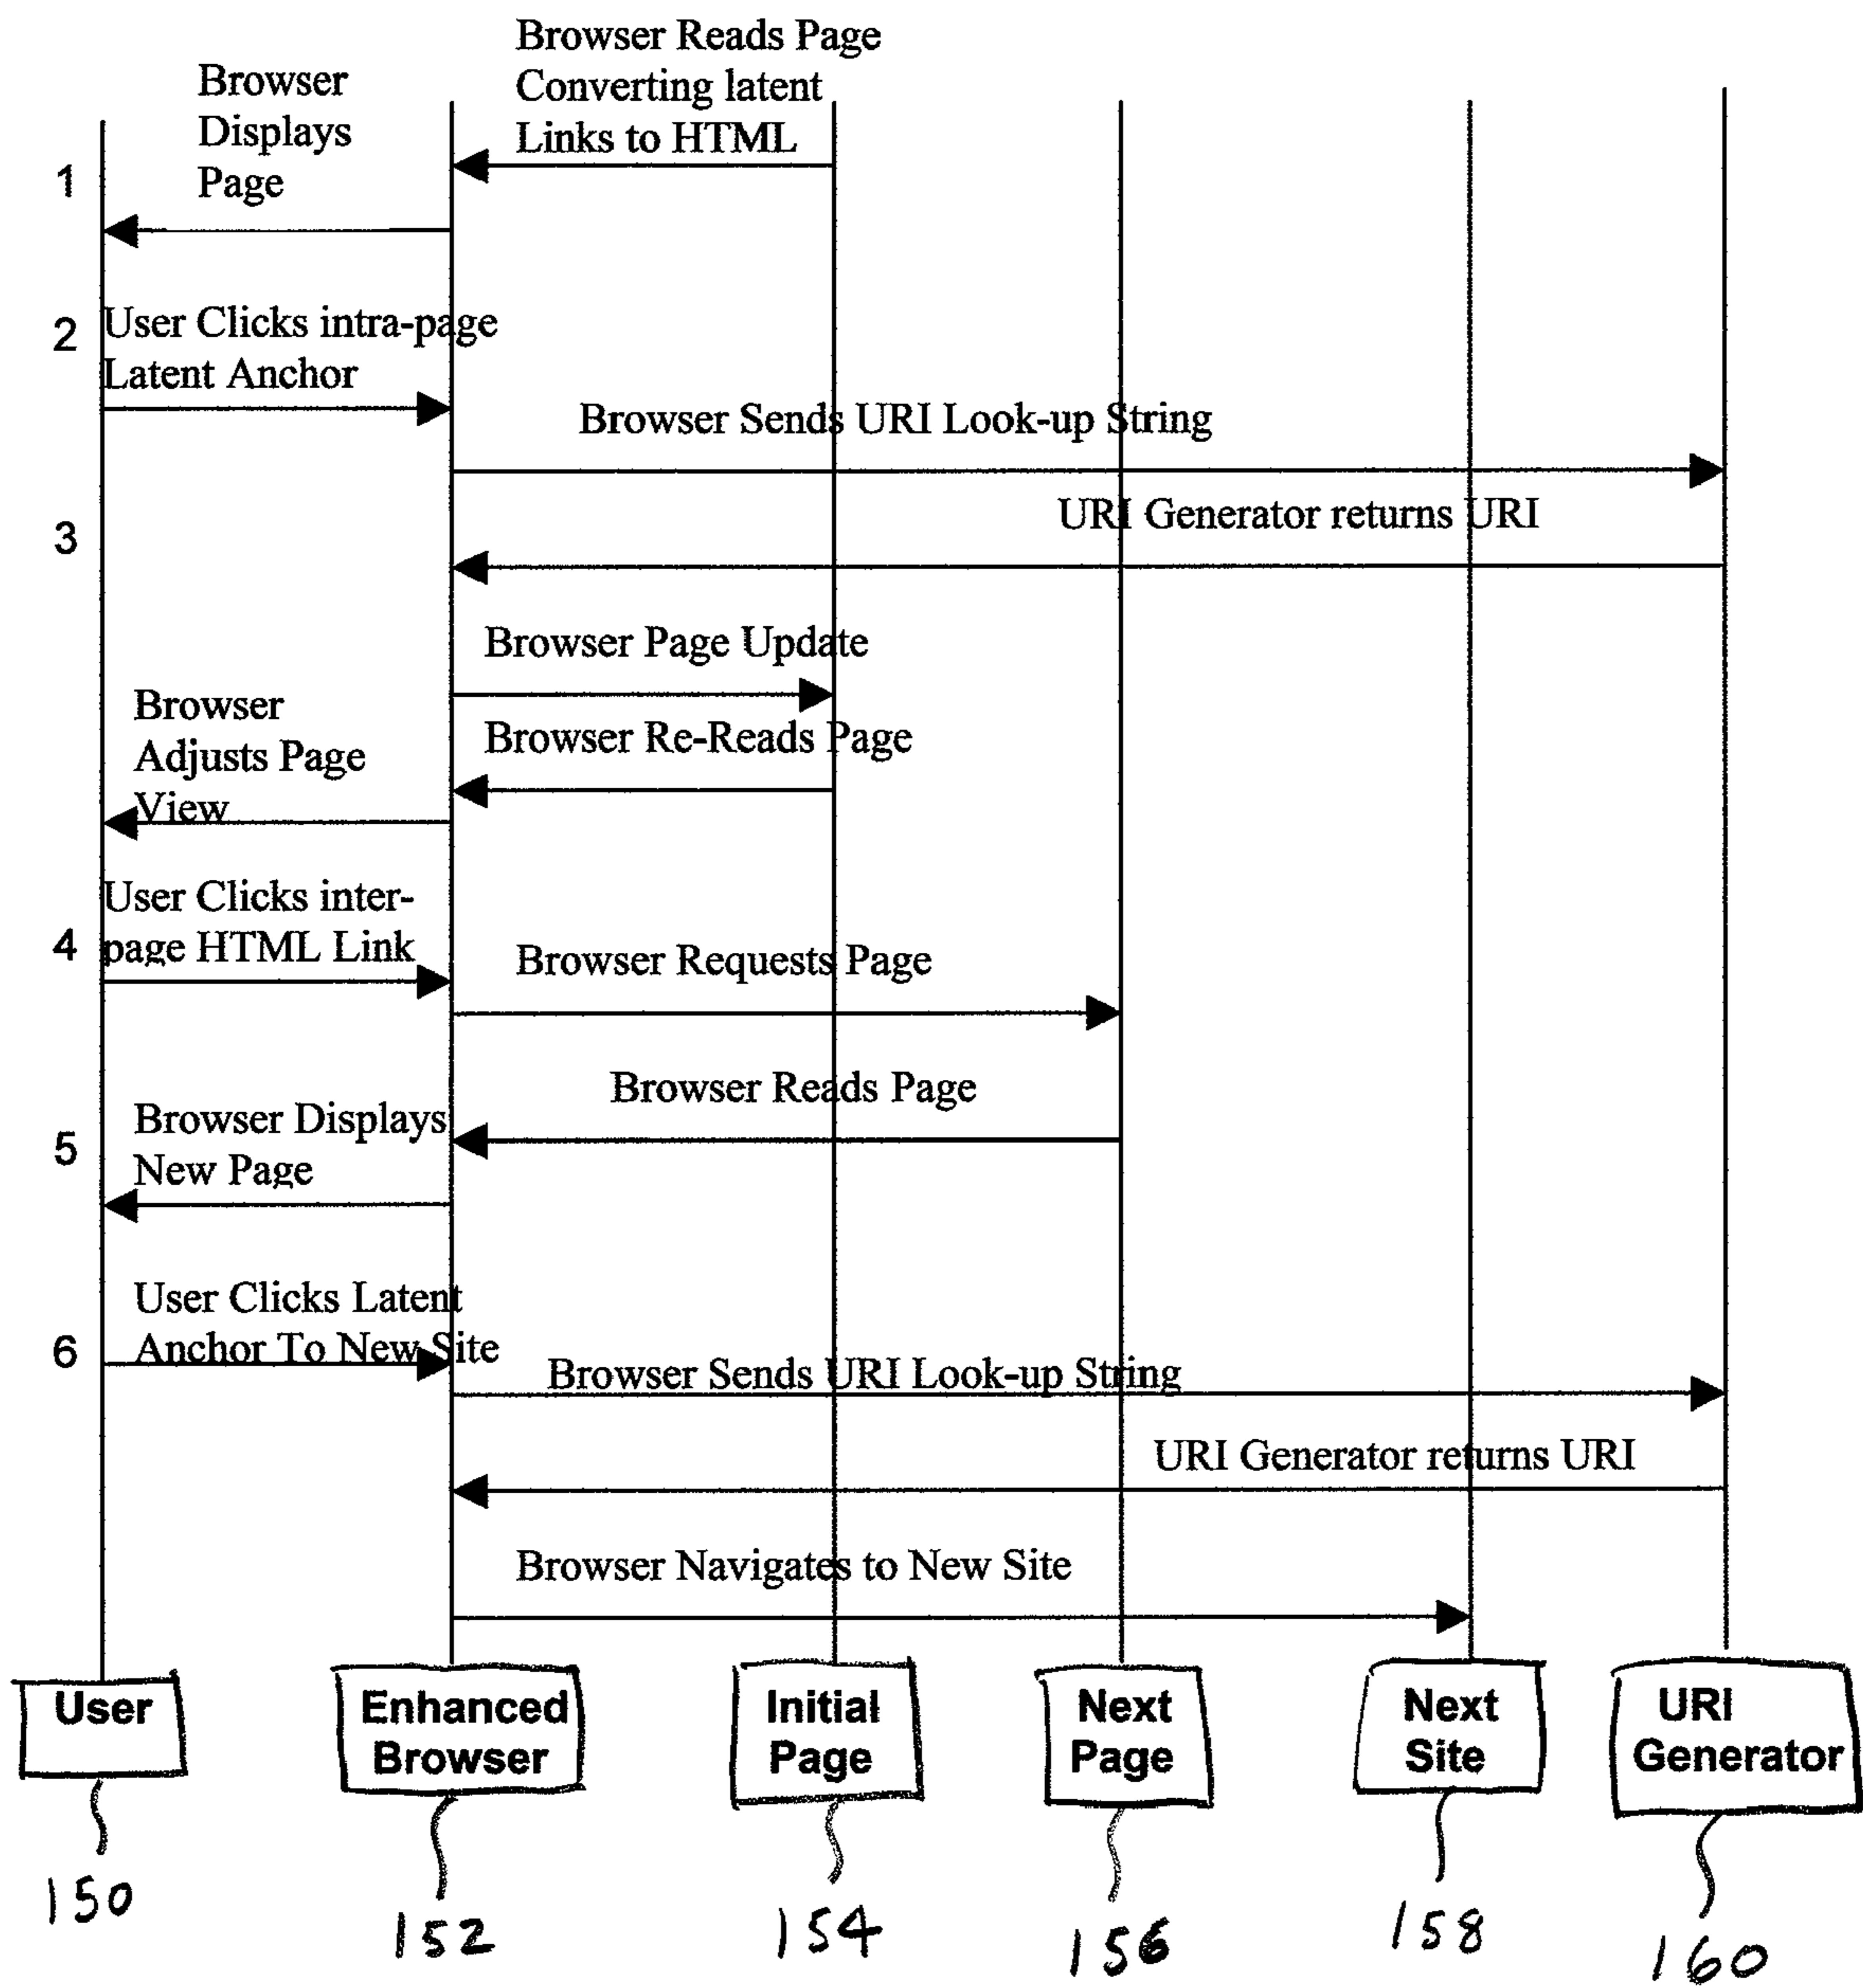 Browser Reads Page
Converting latent
Links to HTML
Browser
Displays
Page
1
2
User Clicks intra-page
Latent Anchor
Browser Sends URI Look-up String
3
URI Generator returns URI
Browser Page Update
Browser
Adjusts Page
View
Browser Re-Reads Page
4
User Clicks inter-
page HTML Link
Browser Requests Page
Browser Reads Page
5
Browser Displays
New Page
6
User Clicks Latent
Anchor To New Site
Browser Sends URI Look-up String
URI Generator returns URI
Browser Navigates to New Site
User
Enhanced
Browser
Initial
Page
Next
Page
Next
Site
URI
Generator
150
152
154
156
158
160